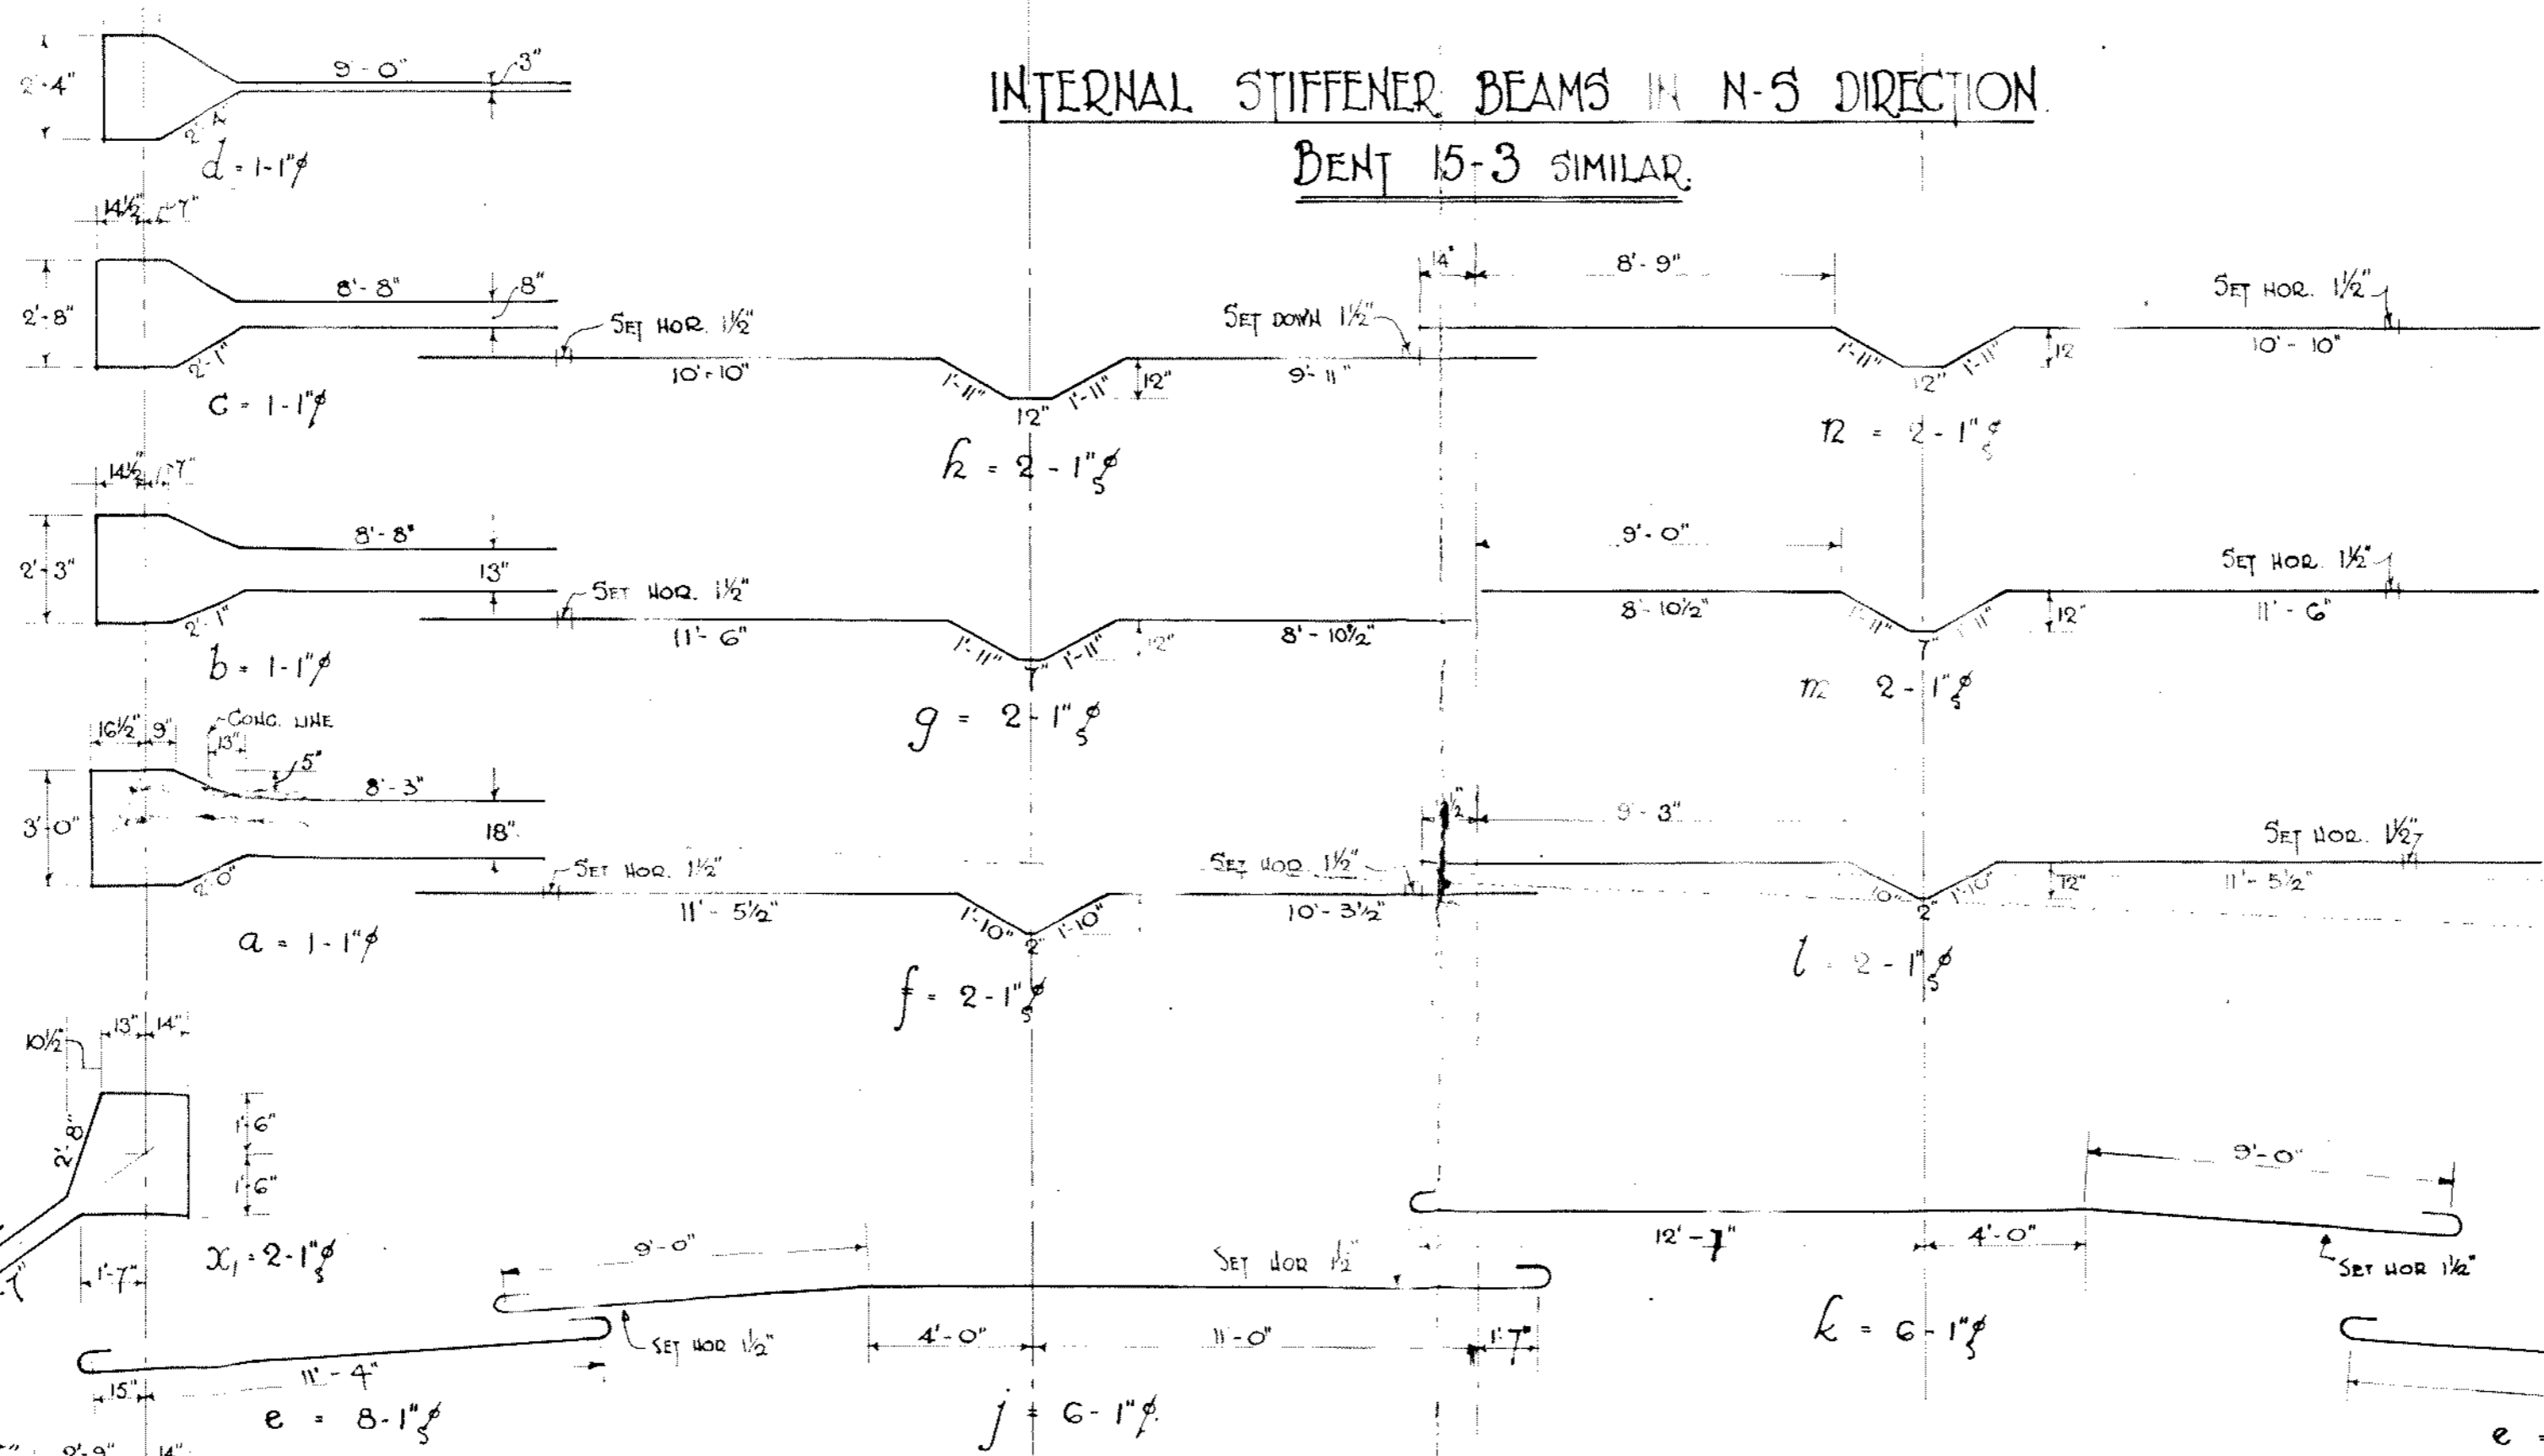 INTERNAL STIFFENER BEAMS IN N-S DIRECTION.
BENT 15-3 SIMILAR.
2'-4"
9'-0"
3"
2'-4"
d = 1-1"φ
14½" 7"
2'-8"
8'-8"
8"
2'-1"
c = 1-1"φ
SET HOR. 1½"
10'-10"
1'-11"
12"
1'-11"
12"
9'-11"
SET DOWN 1½"
h = 2-1"φ
s
14"
8'-9"
1'-11"
12"
1'-11"
12
SET HOR. 1½"
10'-10"
n = 2-1"φ
s
14½" 7"
2'-3"
8'-8"
13"
2'-1"
b = 1-1"φ
SET HOR. 1½"
11'-6"
1'-11"
7"
1'-11"
12"
8'-10½"
g = 2-1"φ
s
9'-0"
8'-10½"
1'-11"
7"
1'-11"
12"
SET HOR. 1½"
11'-6"
m 2-1"φ
s
16½" 9"
CONC. LINE
13"
5"
3'-0"
8'-3"
18"
2'-0"
a = 1-1"φ
SET HOR. 1½"
11'-5½"
1'-10"
2"
1'-10"
SET HOR. 1½"
10'-3½"
f = 2-1"φ
s
9'-3"
2"
1'-10"
12"
SET HOR. 1½"
11'-5½"
l = 2-1"φ
s
10½"
13" 14"
2'-8"
1'-6"
1'-6"
1'-7"
x₁ = 2-1"φ
s
9'-0"
SET HOR 1½"
SET HOR 1½"
4'-0"
11'-0"
1'-7"
j = 6-1"φ
11'-4"
15"
e = 8-1"φ
s
12'-7"
4'-0"
9'-0"
SET HOR 1½"
k = 6-1"φ
s
e =
2'-9" 14"